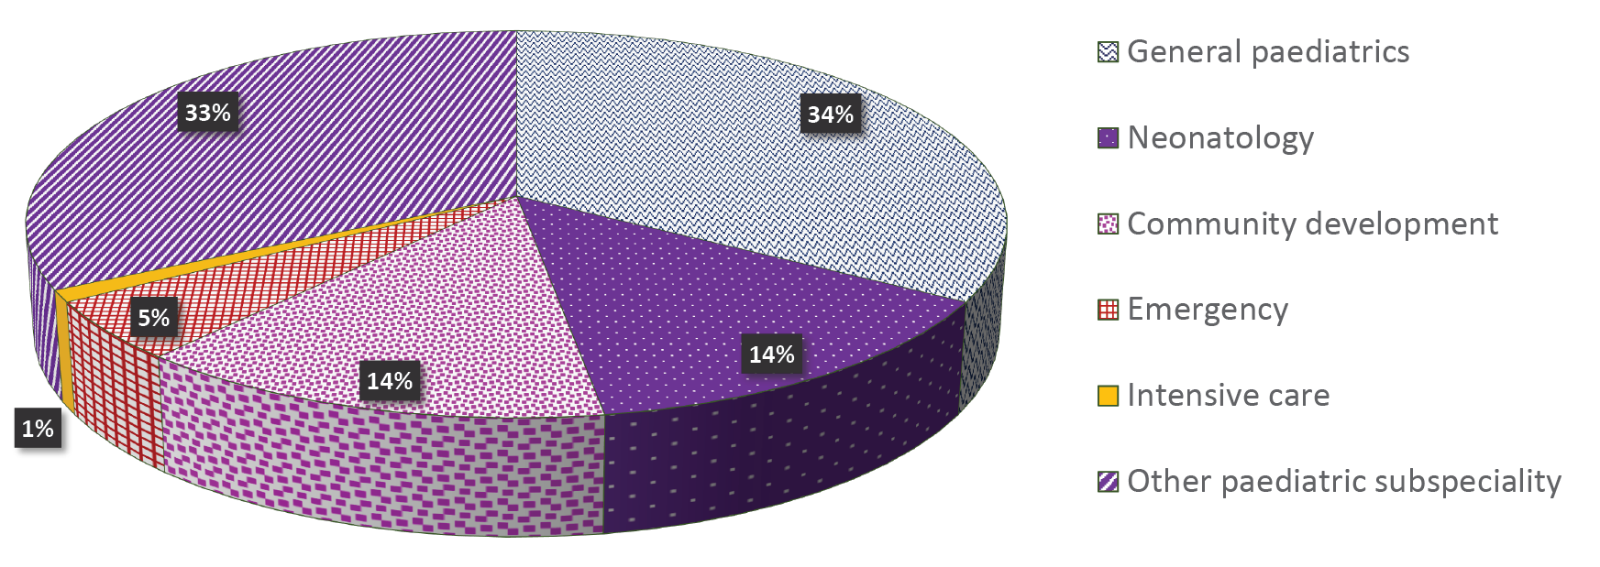 33%
34%
5%
14%
14%
1%
General paediatrics
Neonatology
Community development
Emergency
Intensive care
Other paediatric subspeciality